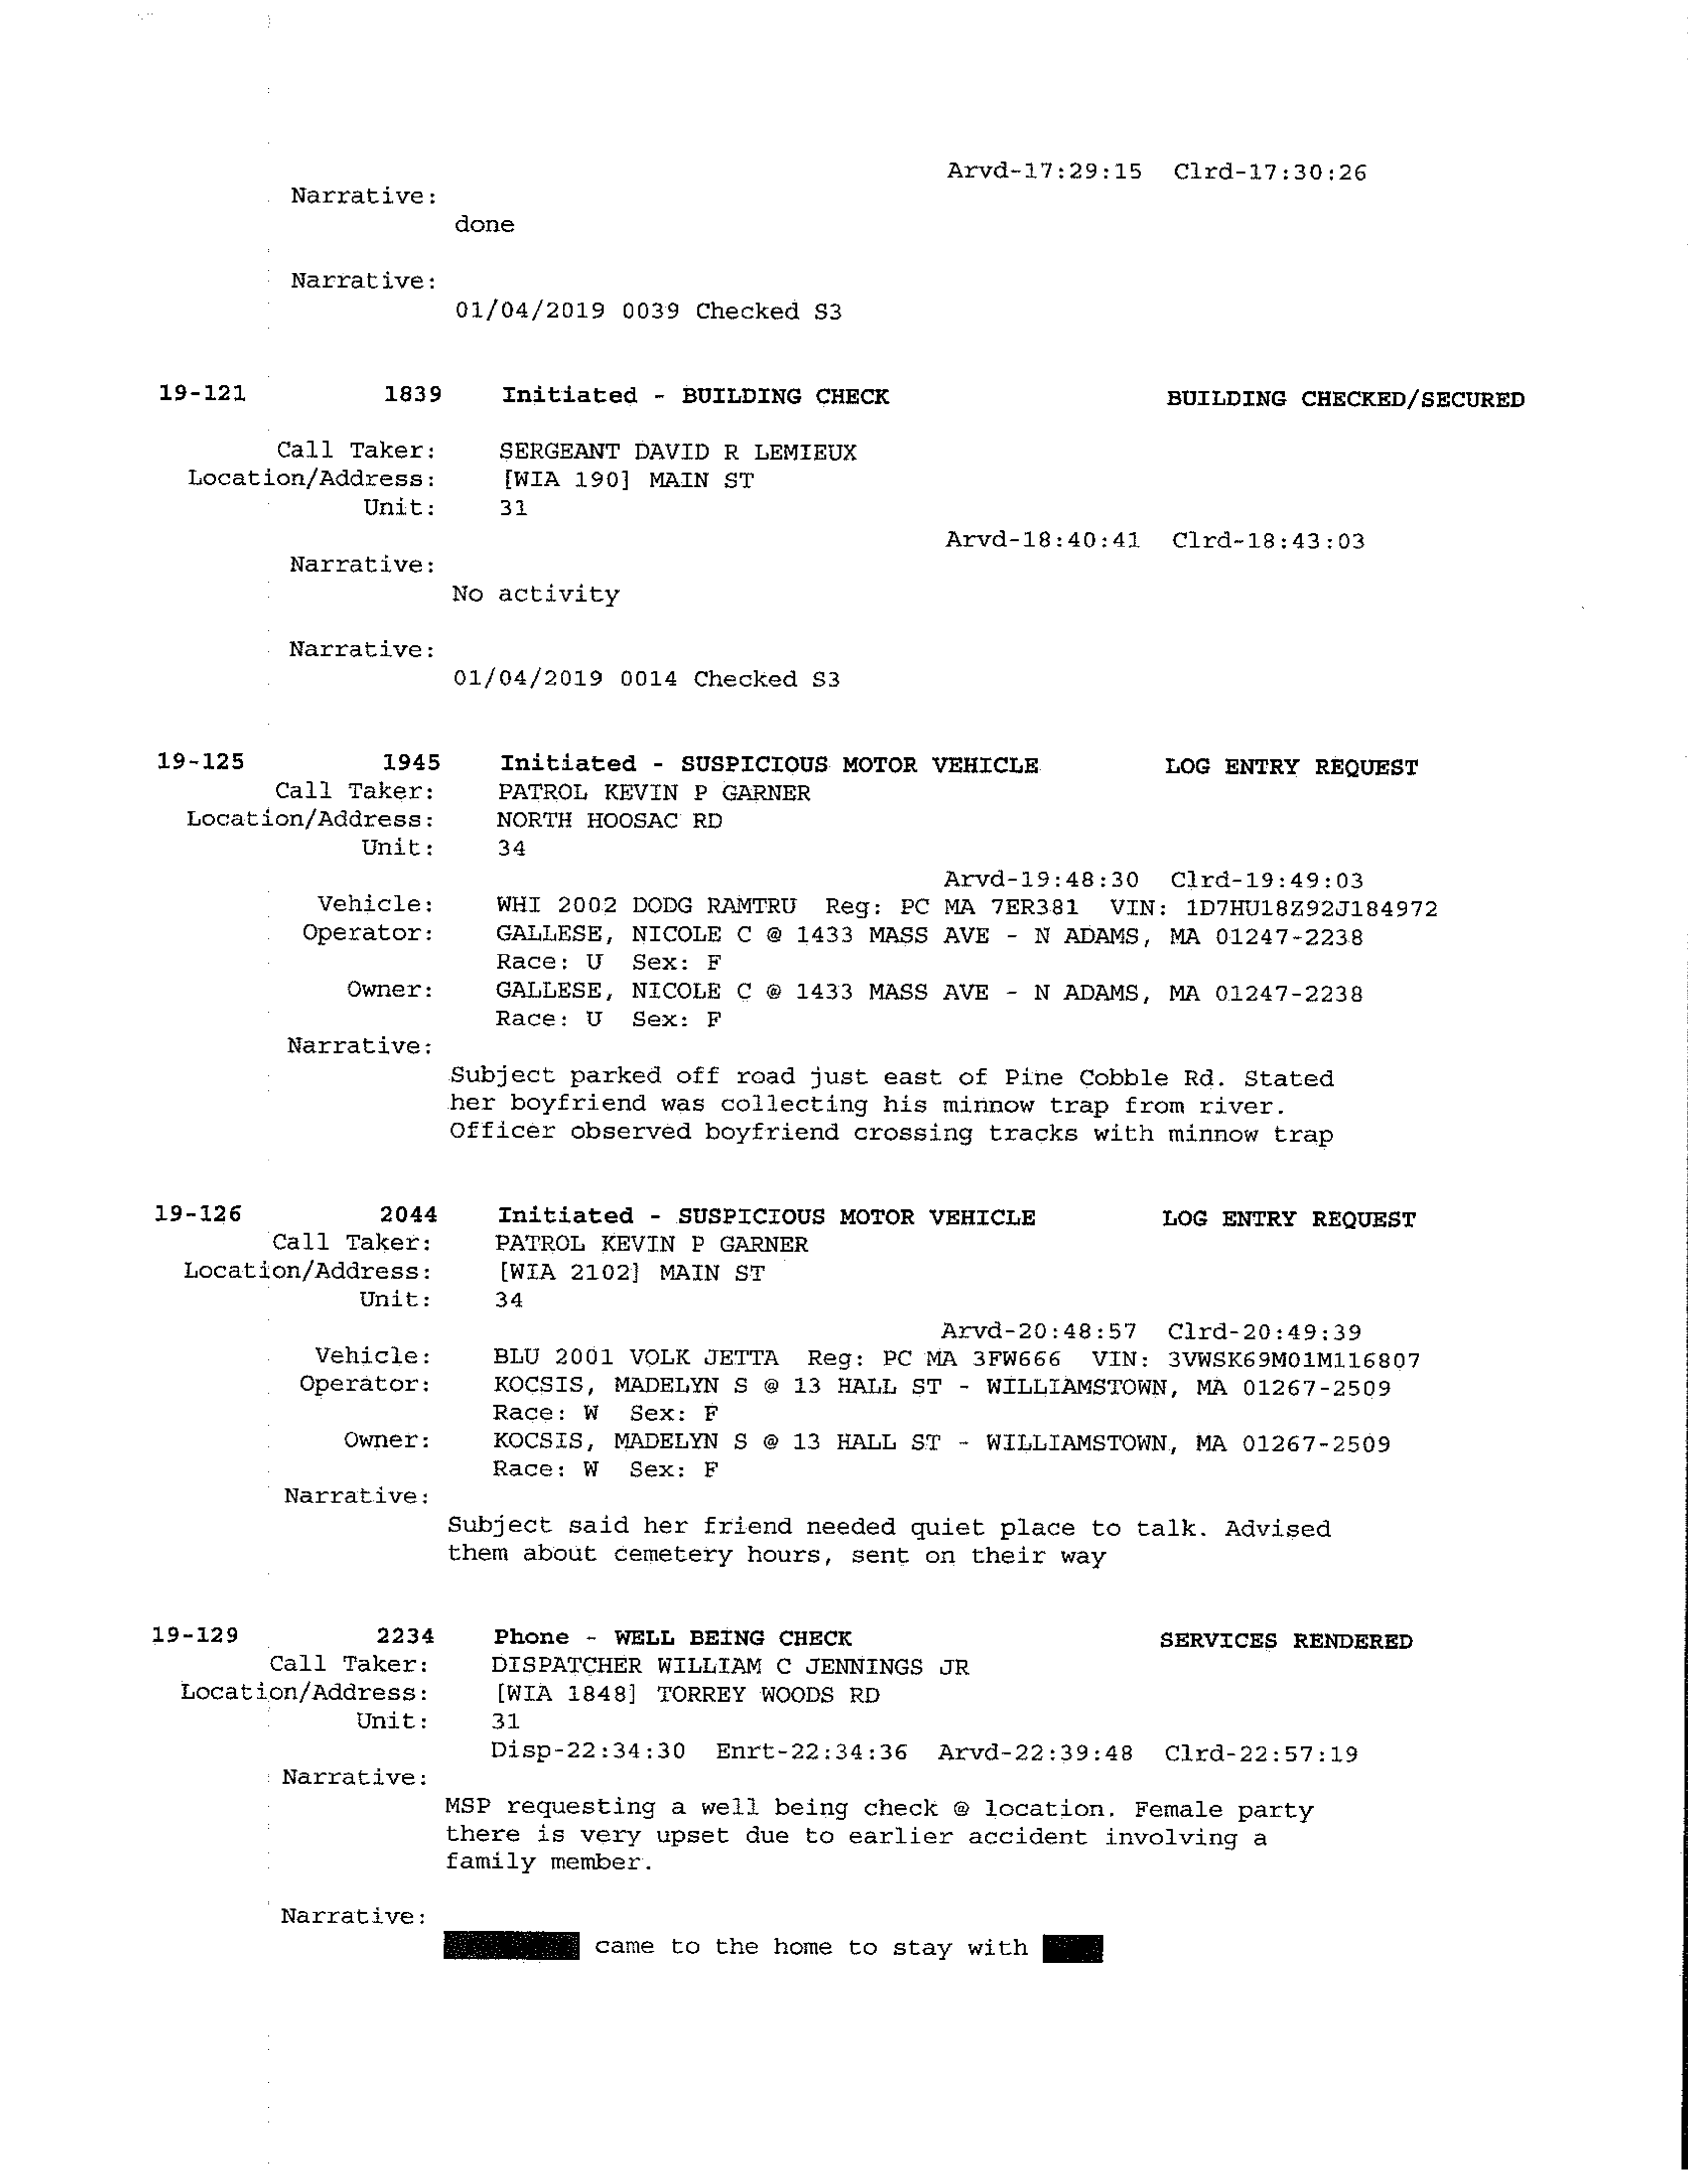 Arvd-17:29:15 Clrd-17:30:26
Narrative:
done
Narrative:
01/04/2019 0039 Checked S3
19-121 1839 Initiated - BUILDING CHECK BUILDING CHECKED/SECURED
Call Taker: SERGEANT DAVID R LEMIEUX
Location/Address: [WIA 190] MAIN ST
Unit: 31
Arvd-18:40:41 Clrd-18:43:03
Narrative:
No activity
Narrative:
01/04/2019 0014 Checked S3
19-125 1945 Initiated - SUSPICIOUS MOTOR VEHICLE LOG ENTRY REQUEST
Call Taker: PATROL KEVIN P GARNER
Location/Address: NORTH HOOSAC RD
Unit: 34
Arvd-19:48:30 Clrd-19:49:03
Vehicle: WHI 2002 DODG RAMTRU Reg: PC MA 7ER381 VIN: 1D7HU18Z92J184972
Operator: GALLESE, NICOLE C @ 1433 MASS AVE - N ADAMS, MA 01247-2238
Race: U Sex: F
Owner: GALLESE, NICOLE C @ 1433 MASS AVE - N ADAMS, MA 01247-2238
Race: U Sex: F
Narrative:
Subject parked off road just east of Pine Cobble Rd. Stated
her boyfriend was collecting his minnow trap from river.
Officer observed boyfriend crossing tracks with minnow trap
19-126 2044 Initiated - SUSPICIOUS MOTOR VEHICLE LOG ENTRY REQUEST
Call Taker: PATROL KEVIN P GARNER
Location/Address: [WIA 2102] MAIN ST
Unit: 34
Arvd-20:48:57 Clrd-20:49:39
Vehicle: BLU 2001 VOLK JETTA Reg: PC MA 3FW666 VIN: 3VWSK69M01M116807
Operator: KOCSIS, MADELYN S @ 13 HALL ST - WILLIAMSTOWN, MA 01267-2509
Race: W Sex: F
Owner: KOCSIS, MADELYN S @ 13 HALL ST - WILLIAMSTOWN, MA 01267-2509
Race: W Sex: F
Narrative:
Subject said her friend needed quiet place to talk. Advised
them about cemetery hours, sent on their way
19-129 2234 Phone - WELL BEING CHECK SERVICES RENDERED
Call Taker: DISPATCHER WILLIAM C JENNINGS JR
Location/Address: [WIA 1848] TORREY WOODS RD
Unit: 31
Disp-22:34:30 Enrt-22:34:36 Arvd-22:39:48 Clrd-22:57:19
Narrative:
MSP requesting a well being check @ location. Female party
there is very upset due to earlier accident involving a
family member.
Narrative:
came to the home to stay with